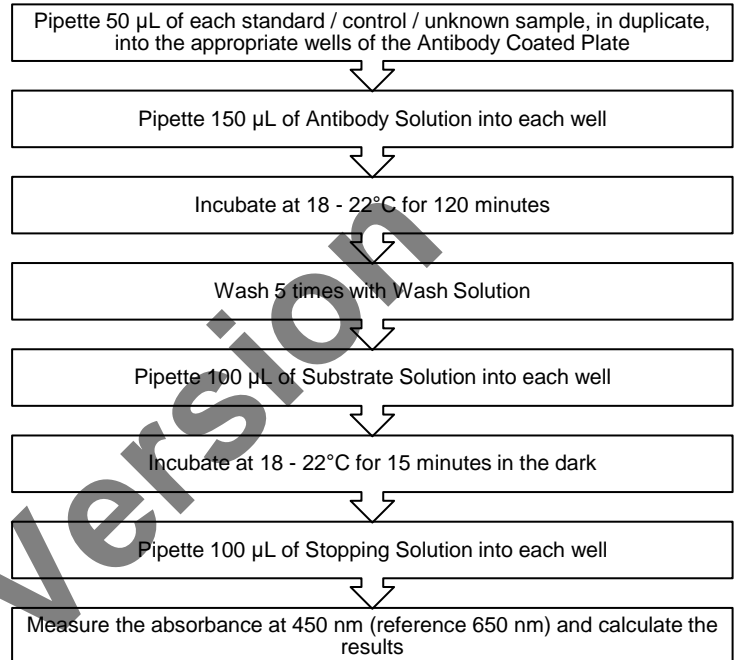 Pipette 50 µL of each standard / control / unknown sample, in duplicate,
into the appropriate wells of the Antibody Coated Plate
Pipette 150 µL of Antibody Solution into each well
Incubate at 18 - 22°C for 120 minutes
Wash 5 times with Wash Solution
Pipette 100 µL of Substrate Solution into each well
Incubate at 18 - 22°C for 15 minutes in the dark
Pipette 100 µL of Stopping Solution into each well
Measure the absorbance at 450 nm (reference 650 nm) and calculate the
results
Version